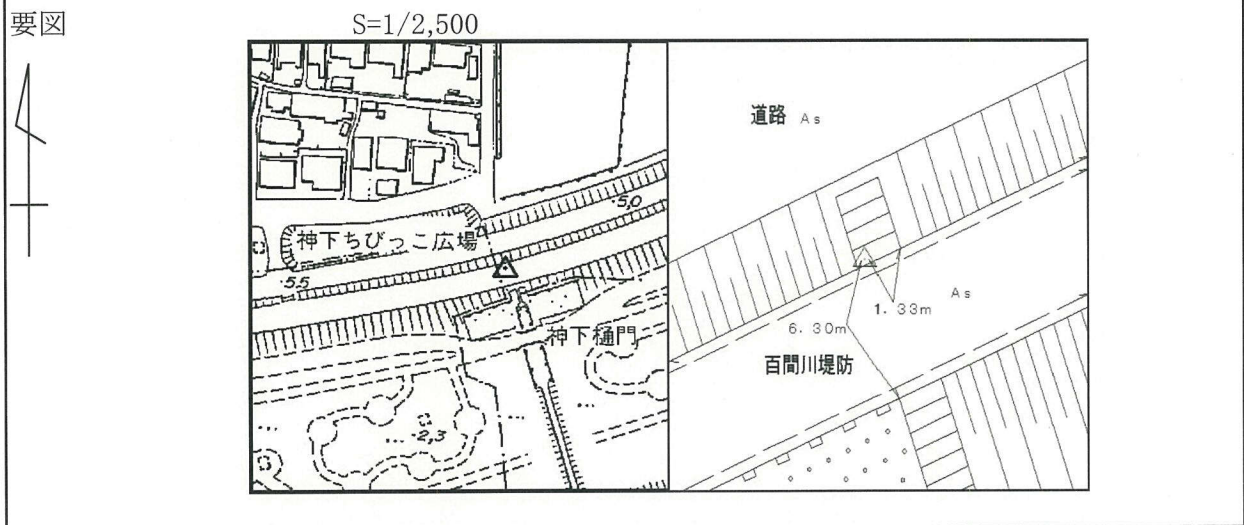 要図
S=1/2,500
神下ちびっこ広場
5.0
5.5
神下樋門
2.3
道路 As
As
1.33m
6.30m
百間川堤防